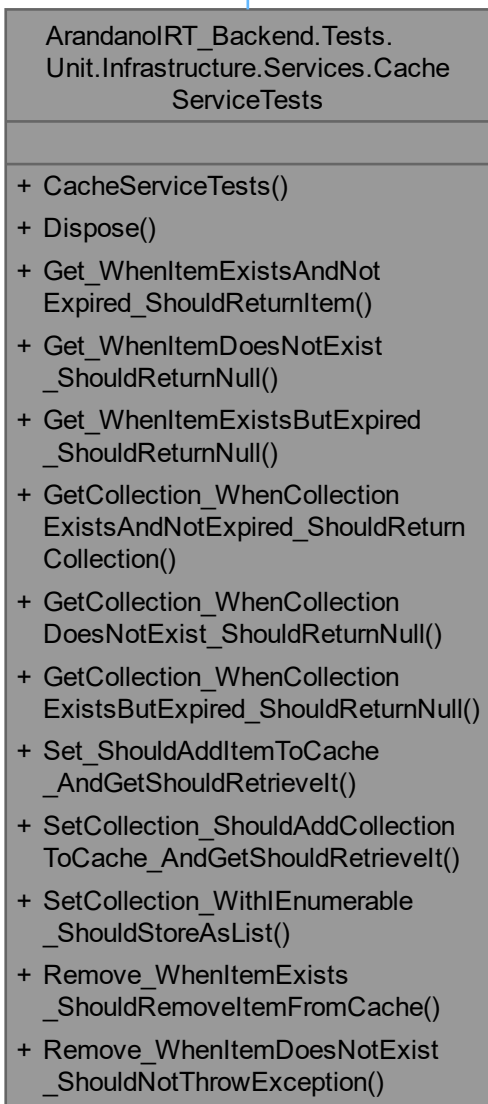 ArandanoIRT_Backend.Tests.
Unit.Infrastructure.Services.Cache
ServiceTests
+ CacheServiceTests()
+ Dispose()
+ Get_WhenItemExistsAndNot
Expired_ShouldReturnItem()
+ Get_WhenItemDoesNotExist
_ShouldReturnNull()
+ Get_WhenItemExistsButExpired
_ShouldReturnNull()
+ GetCollection_WhenCollection
ExistsAndNotExpired_ShouldReturn
Collection()
+ GetCollection_WhenCollection
DoesNotExist_ShouldReturnNull()
+ GetCollection_WhenCollection
ExistsButExpired_ShouldReturnNull()
+ Set_ShouldAddItemToCache
_AndGetShouldRetrieveIt()
+ SetCollection_ShouldAddCollection
ToCache_AndGetShouldRetrieveIt()
+ SetCollection_WithIEnumerable
_ShouldStoreAsList()
+ Remove_WhenItemExists
_ShouldRemoveItemFromCache()
+ Remove_WhenItemDoesNotExist
_ShouldNotThrowException()